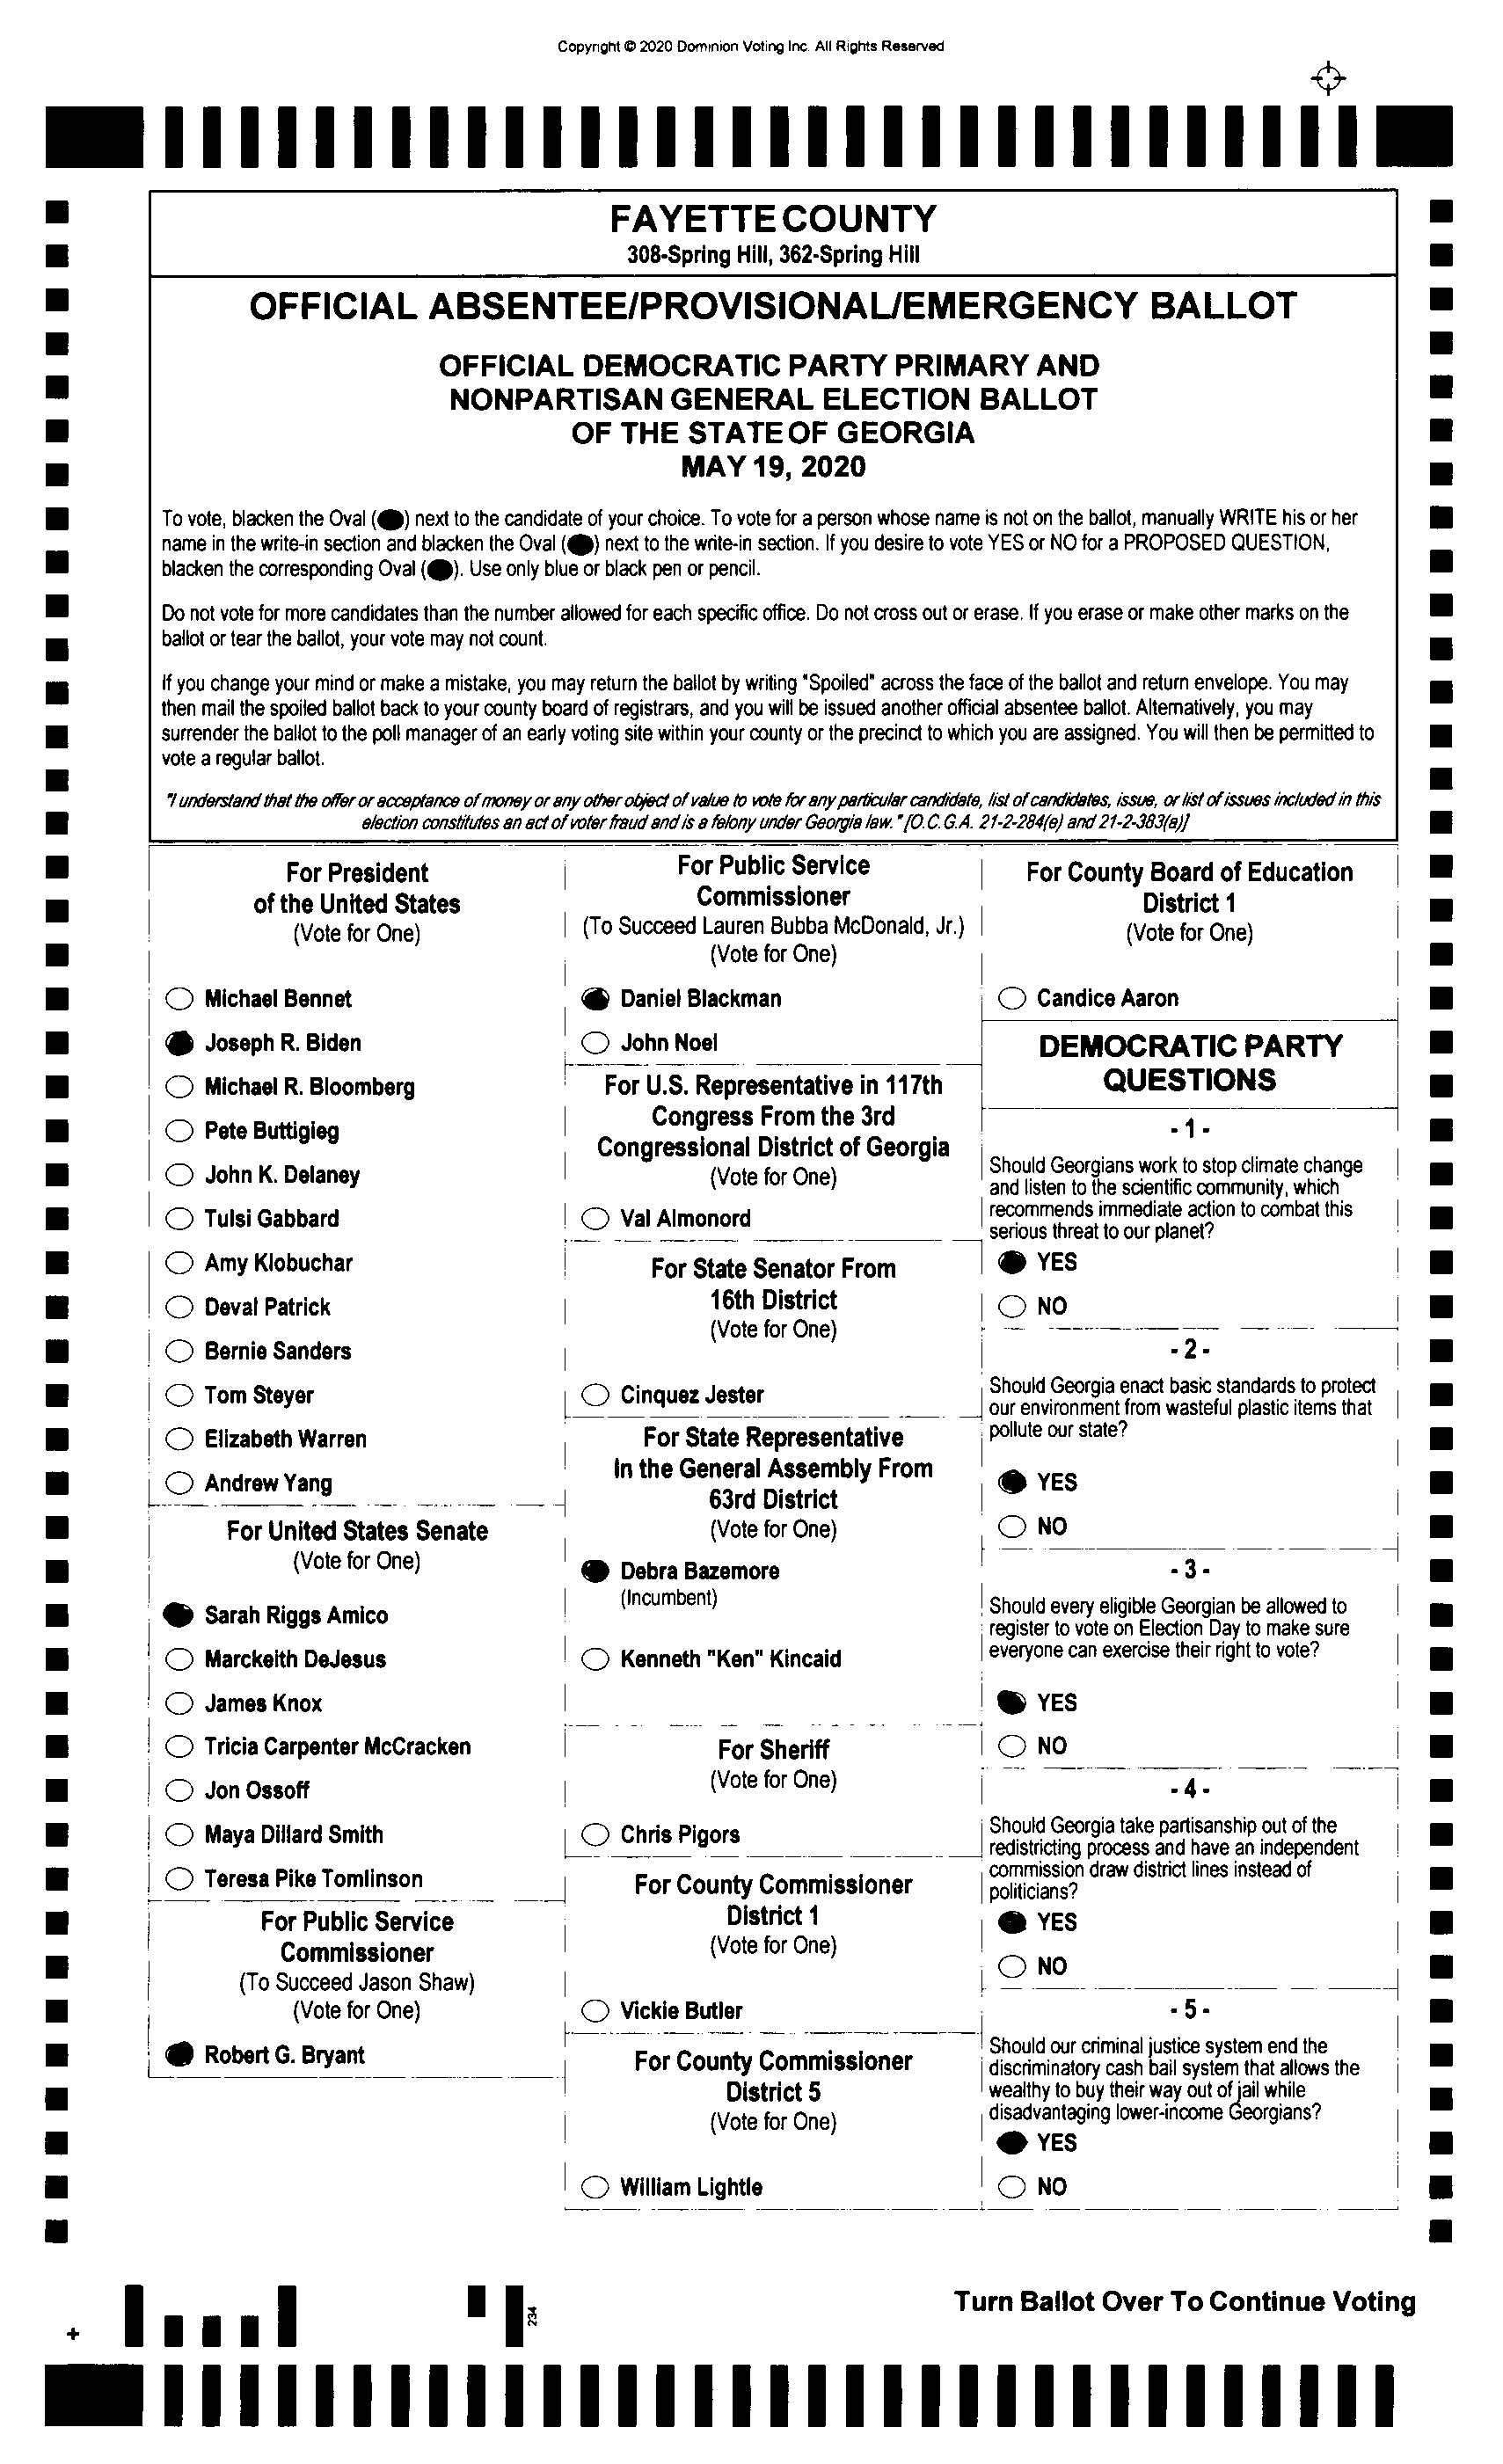 Copyright © 2020 Dominion Voting Inc. All Rights Reserved
FAYETTE COUNTY
308-Spring Hill, 362-Spring Hill
OFFICIAL ABSENTEE/PROVISIONAL/EMERGENCY BALLOT
OFFICIAL DEMOCRATIC PARTY PRIMARY AND
NONPARTISAN GENERAL ELECTION BALLOT
OF THE STATE OF GEORGIA
MAY 19, 2020
To vote, blacken the Oval ( ) next to the candidate of your choice. To vote for a person whose name is not on the ballot, manually WRITE his or her
name in the write-in section and blacken the Oval ( ) next to the write-in section. If you desire to vote YES or NO for a PROPOSED QUESTION,
blacken the corresponding Oval ( ). Use only blue or black pen or pencil.
Do not vote for more candidates than the number allowed for each specific office. Do not cross out or erase. If you erase or make other marks on the
ballot or tear the ballot, your vote may not count.
If you change your mind or make a mistake, you may return the ballot by writing "Spoiled" across the face of the ballot and return envelope. You may
then mail the spoiled ballot back to your county board of registrars, and you will be issued another official absentee ballot. Alternatively, you may
surrender the ballot to the poll manager of an early voting site within your county or the precinct to which you are assigned. You will then be permitted to
vote a regular ballot.
"I understand that the offer or acceptance of money or any other object of value to vote for any particular candidate, list of candidates, issue, or list of issues included in this
election constitutes an act of voter fraud and is a felony under Georgia law." [O.C.G.A. 21-2-284(e) and 21-2-383(a)]
For President
of the United States
(Vote for One)
Michael Bennet
Joseph R. Biden
Michael R. Bloomberg
Pete Buttigieg
John K. Delaney
Tulsi Gabbard
Amy Klobuchar
Deval Patrick
Bernie Sanders
Tom Steyer
Elizabeth Warren
Andrew Yang
For United States Senate
(Vote for One)
Sarah Riggs Amico
Marckeith DeJesus
James Knox
Tricia Carpenter McCracken
Jon Ossoff
Maya Dillard Smith
Teresa Pike Tomlinson
For Public Service
Commissioner
(To Succeed Jason Shaw)
(Vote for One)
Robert G. Bryant
For Public Service
Commissioner
(To Succeed Lauren Bubba McDonald, Jr.)
(Vote for One)
Daniel Blackman
John Noel
For U.S. Representative in 117th
Congress From the 3rd
Congressional District of Georgia
(Vote for One)
Val Almonord
For State Senator From
16th District
(Vote for One)
Cinquez Jester
For State Representative
In the General Assembly From
63rd District
(Vote for One)
Debra Bazemore
(Incumbent)
Kenneth "Ken" Kincaid
For Sheriff
(Vote for One)
Chris Pigors
For County Commissioner
District 1
(Vote for One)
Vickie Butler
For County Commissioner
District 5
(Vote for One)
William Lightle
For County Board of Education
District 1
(Vote for One)
Candice Aaron
DEMOCRATIC PARTY
QUESTIONS
- 1 -
Should Georgians work to stop climate change
and listen to the scientific community, which
recommends immediate action to combat this
serious threat to our planet?
YES
NO
- 2 -
Should Georgia enact basic standards to protect
our environment from wasteful plastic items that
pollute our state?
YES
NO
- 3 -
Should every eligible Georgian be allowed to
register to vote on Election Day to make sure
everyone can exercise their right to vote?
YES
NO
- 4 -
Should Georgia take partisanship out of the
redistricting process and have an independent
commission draw district lines instead of
politicians?
YES
NO
- 5 -
Should our criminal justice system end the
discriminatory cash bail system that allows the
wealthy to buy their way out of jail while
disadvantaging lower-income Georgians?
YES
NO
Turn Ballot Over To Continue Voting
234
+